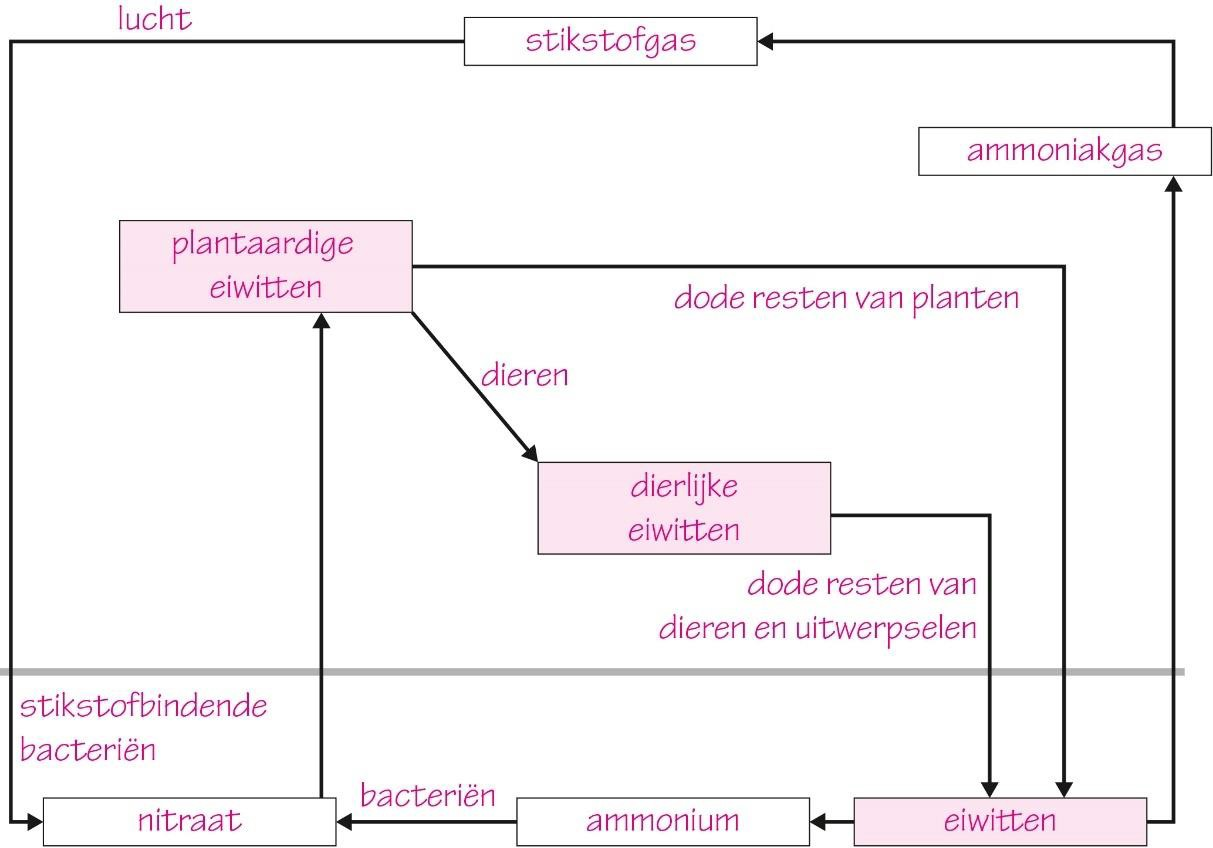 lucht
stikstofgas
ammoniakgas
plantaardige
eiwitten
dode resten van planten
dieren
dierlijke
eiwitten
dode resten van
dieren en uitwerpselen
stikstofbindende
bacteriën
bacteriën
nitraat
ammonium
eiwitten